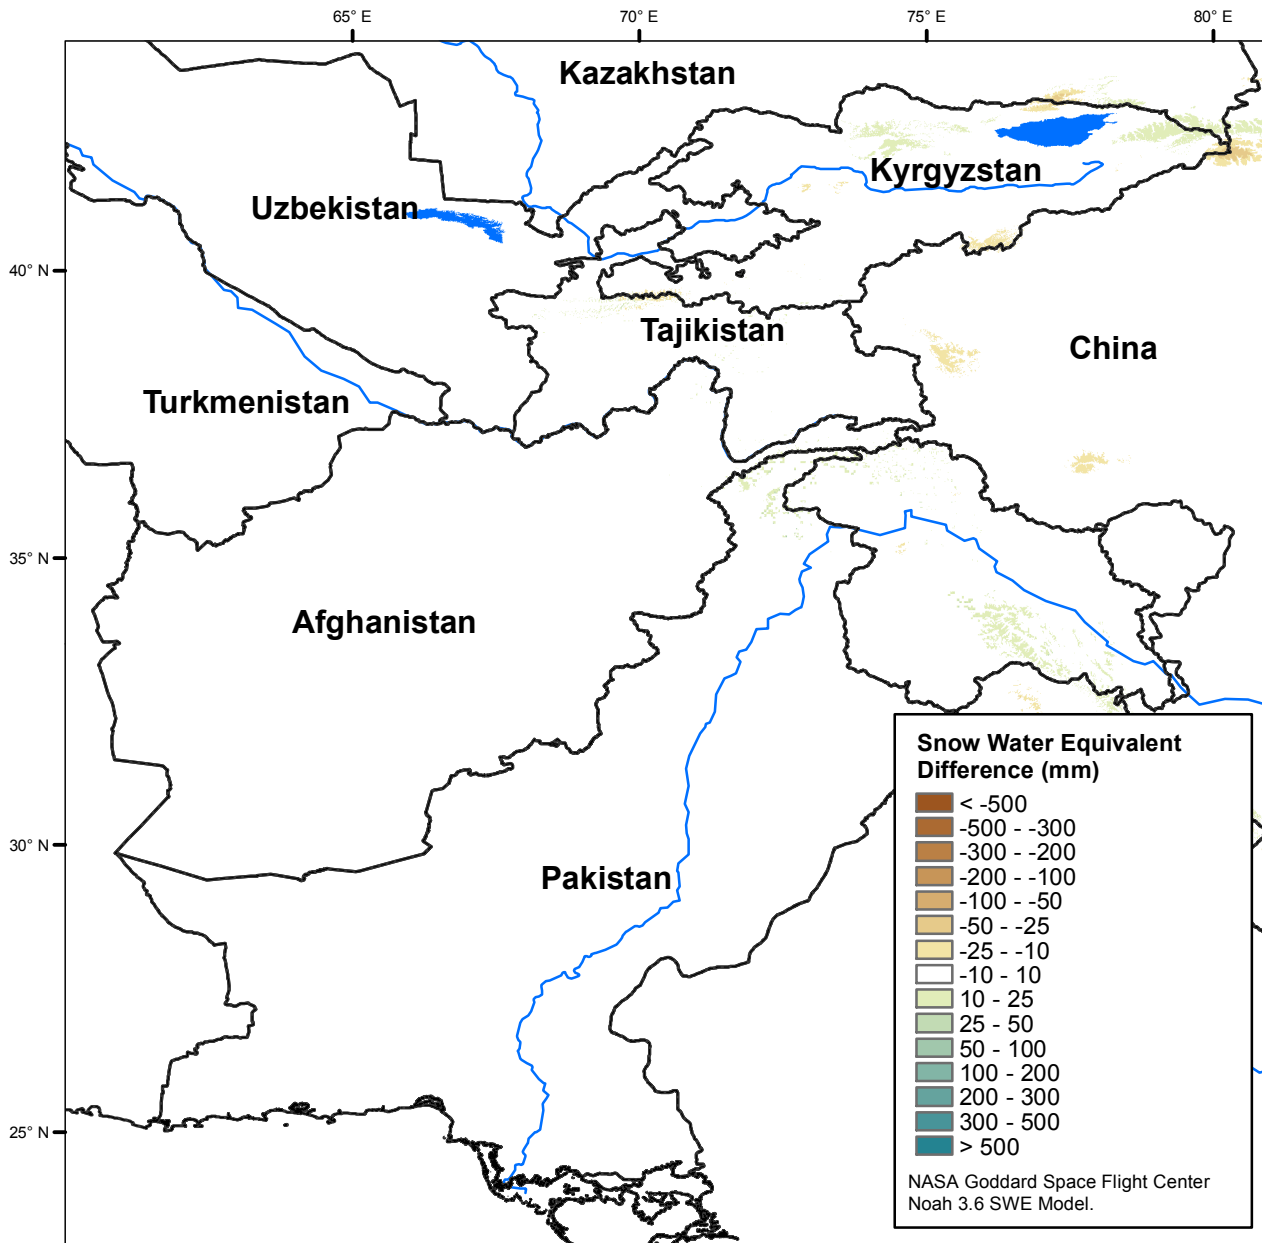 65° E
70° E
75° E
80° E
Kazakhstan
Kyrgyzstan
Uzbekistan
40° N
Tajikistan
China
Turkmenistan
35° N
Afghanistan
30° N
Pakistan
25° N
Snow Water Equivalent
Difference (mm)
< -500
-500 - -300
-300 - -200
-200 - -100
-100 - -50
-50 - -25
-25 - -10
-10 - 10
10 - 25
25 - 50
50 - 100
100 - 200
200 - 300
300 - 500
> 500
NASA Goddard Space Flight Center
Noah 3.6 SWE Model.